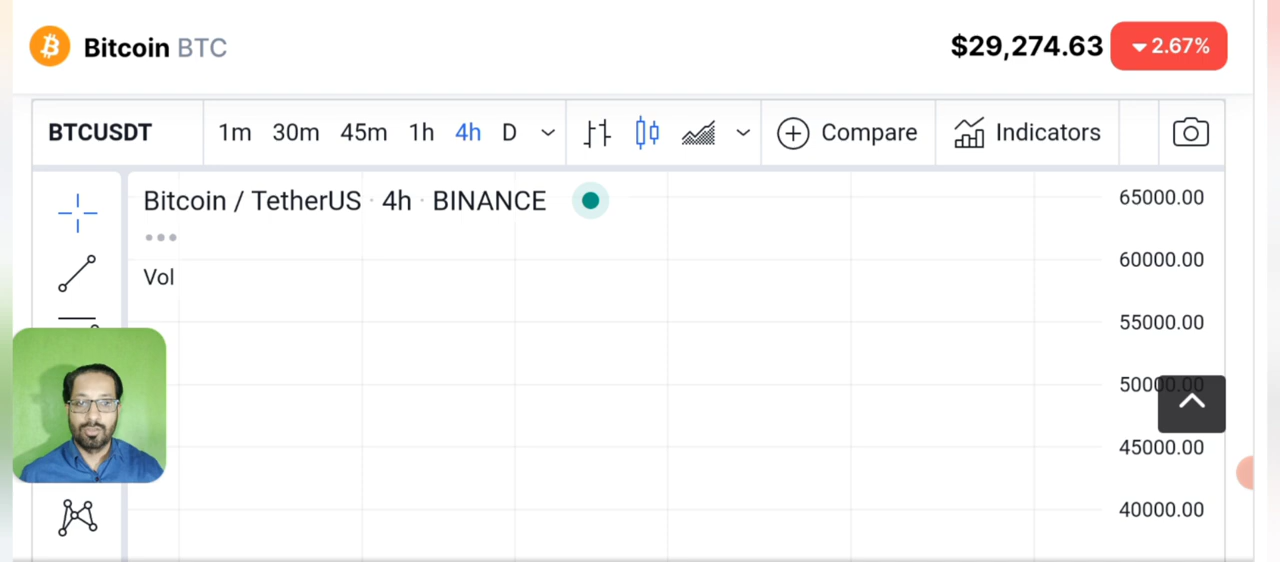 Bitcoin BTC
$29,274.63 2.67%
BTCUSDT 1m 30m 45m 1h 4h D Compare Indicators
Bitcoin / TetherUS · 4h · BINANCE
Vol
65000.00
60000.00
55000.00
50000.00
45000.00
40000.00